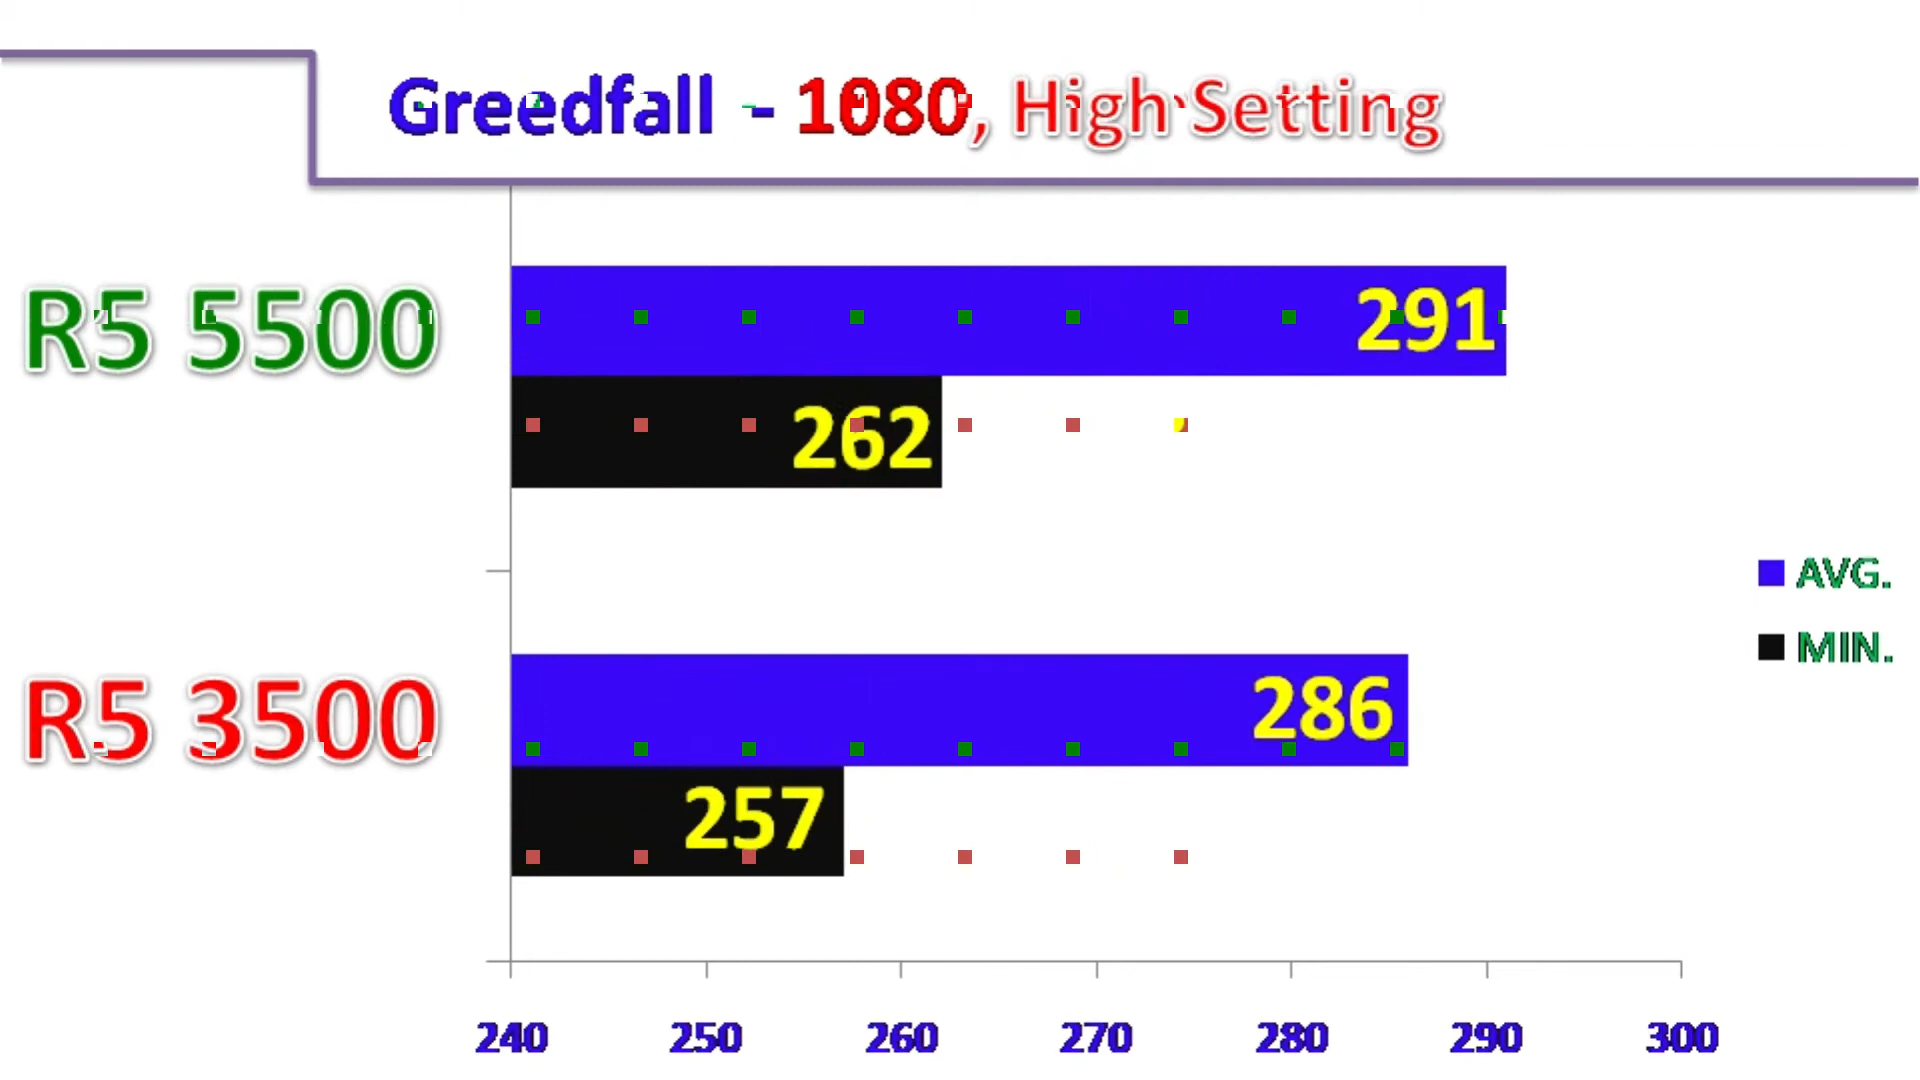 Greedfall - 1080, High Setting
R5 5500
291
262
AVG.
MIN.
R5 3500
286
257
240 250 260 270 280 290 300